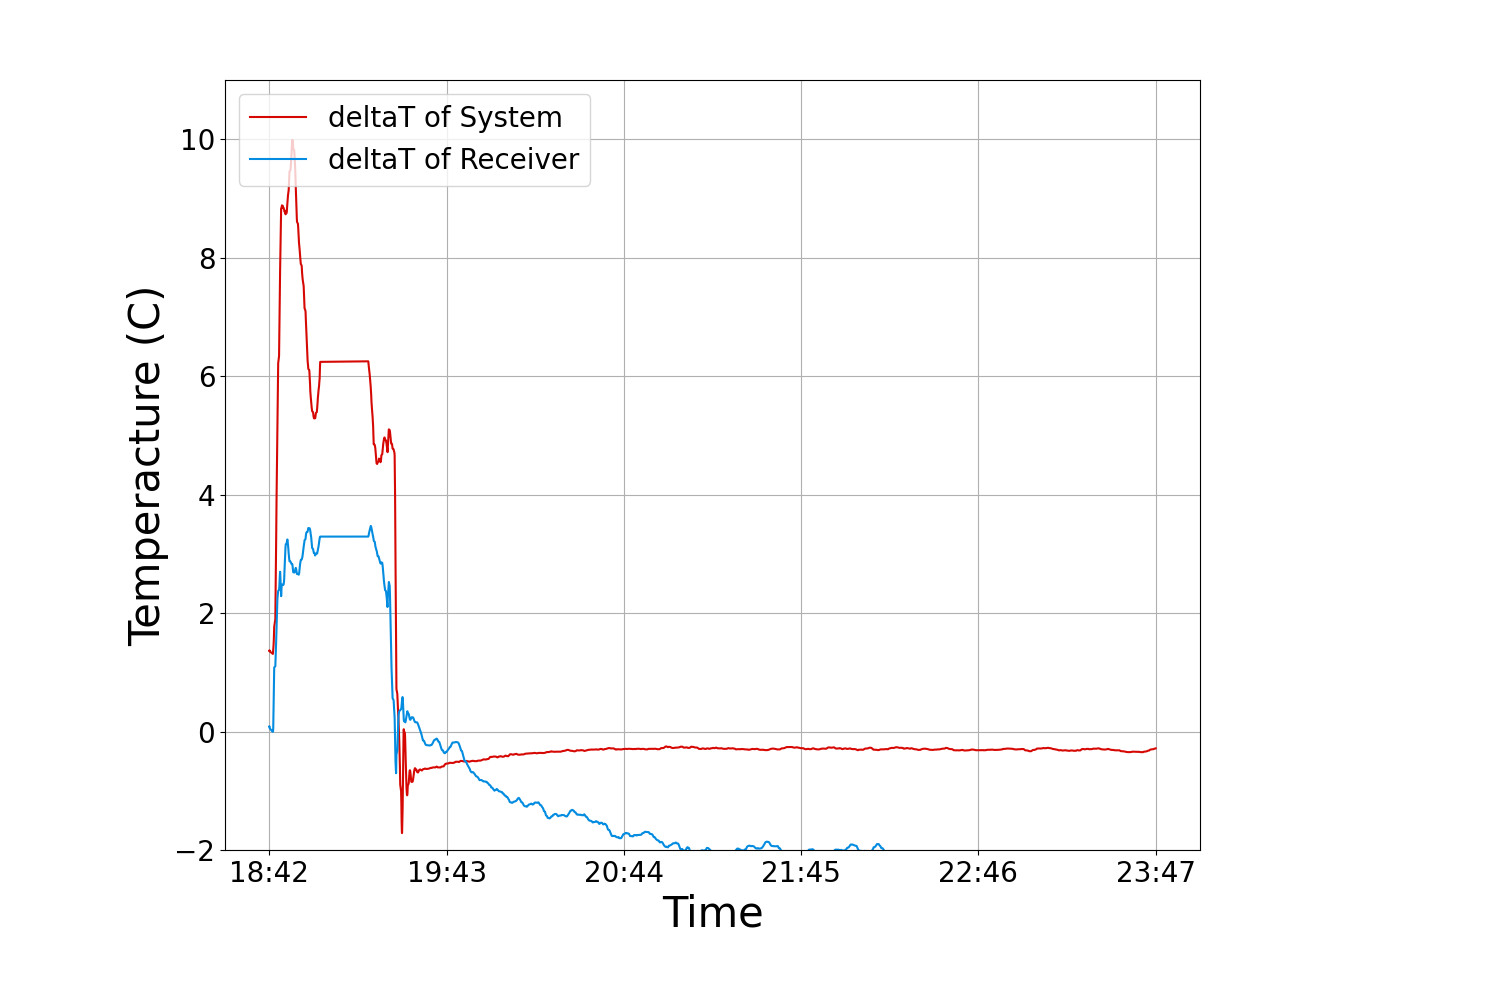 deltaT of System
deltaT of Receiver
10
8
6
4
2
0
−2
Temperacture (C)
18:42 19:43 20:44 21:45 22:46 23:47
Time